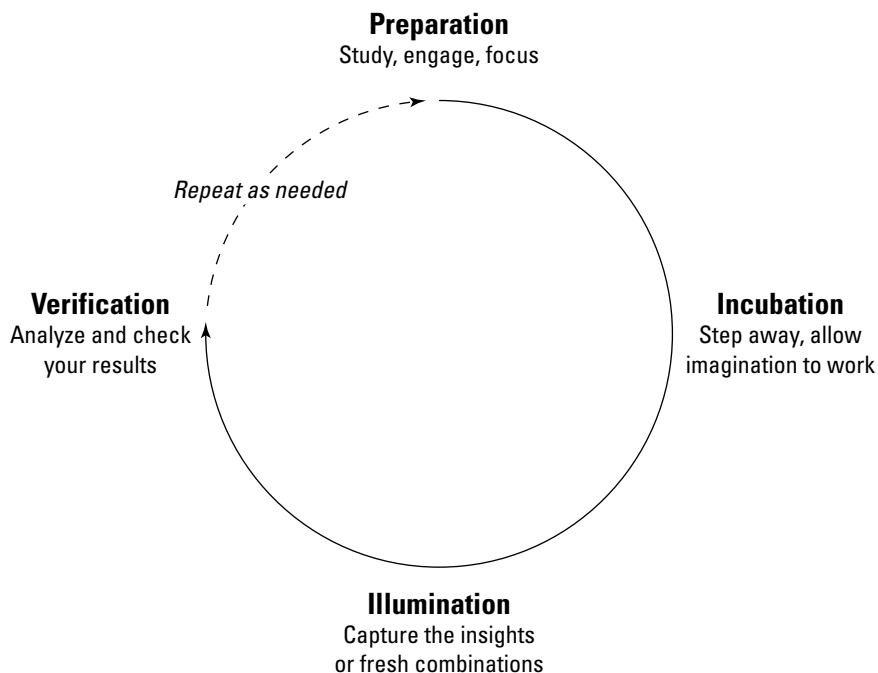 Preparation
Study, engage, focus
Repeat as needed
Verification
Analyze and check
your results
Incubation
Step away, allow
imagination to work
Illumination
Capture the insights
or fresh combinations